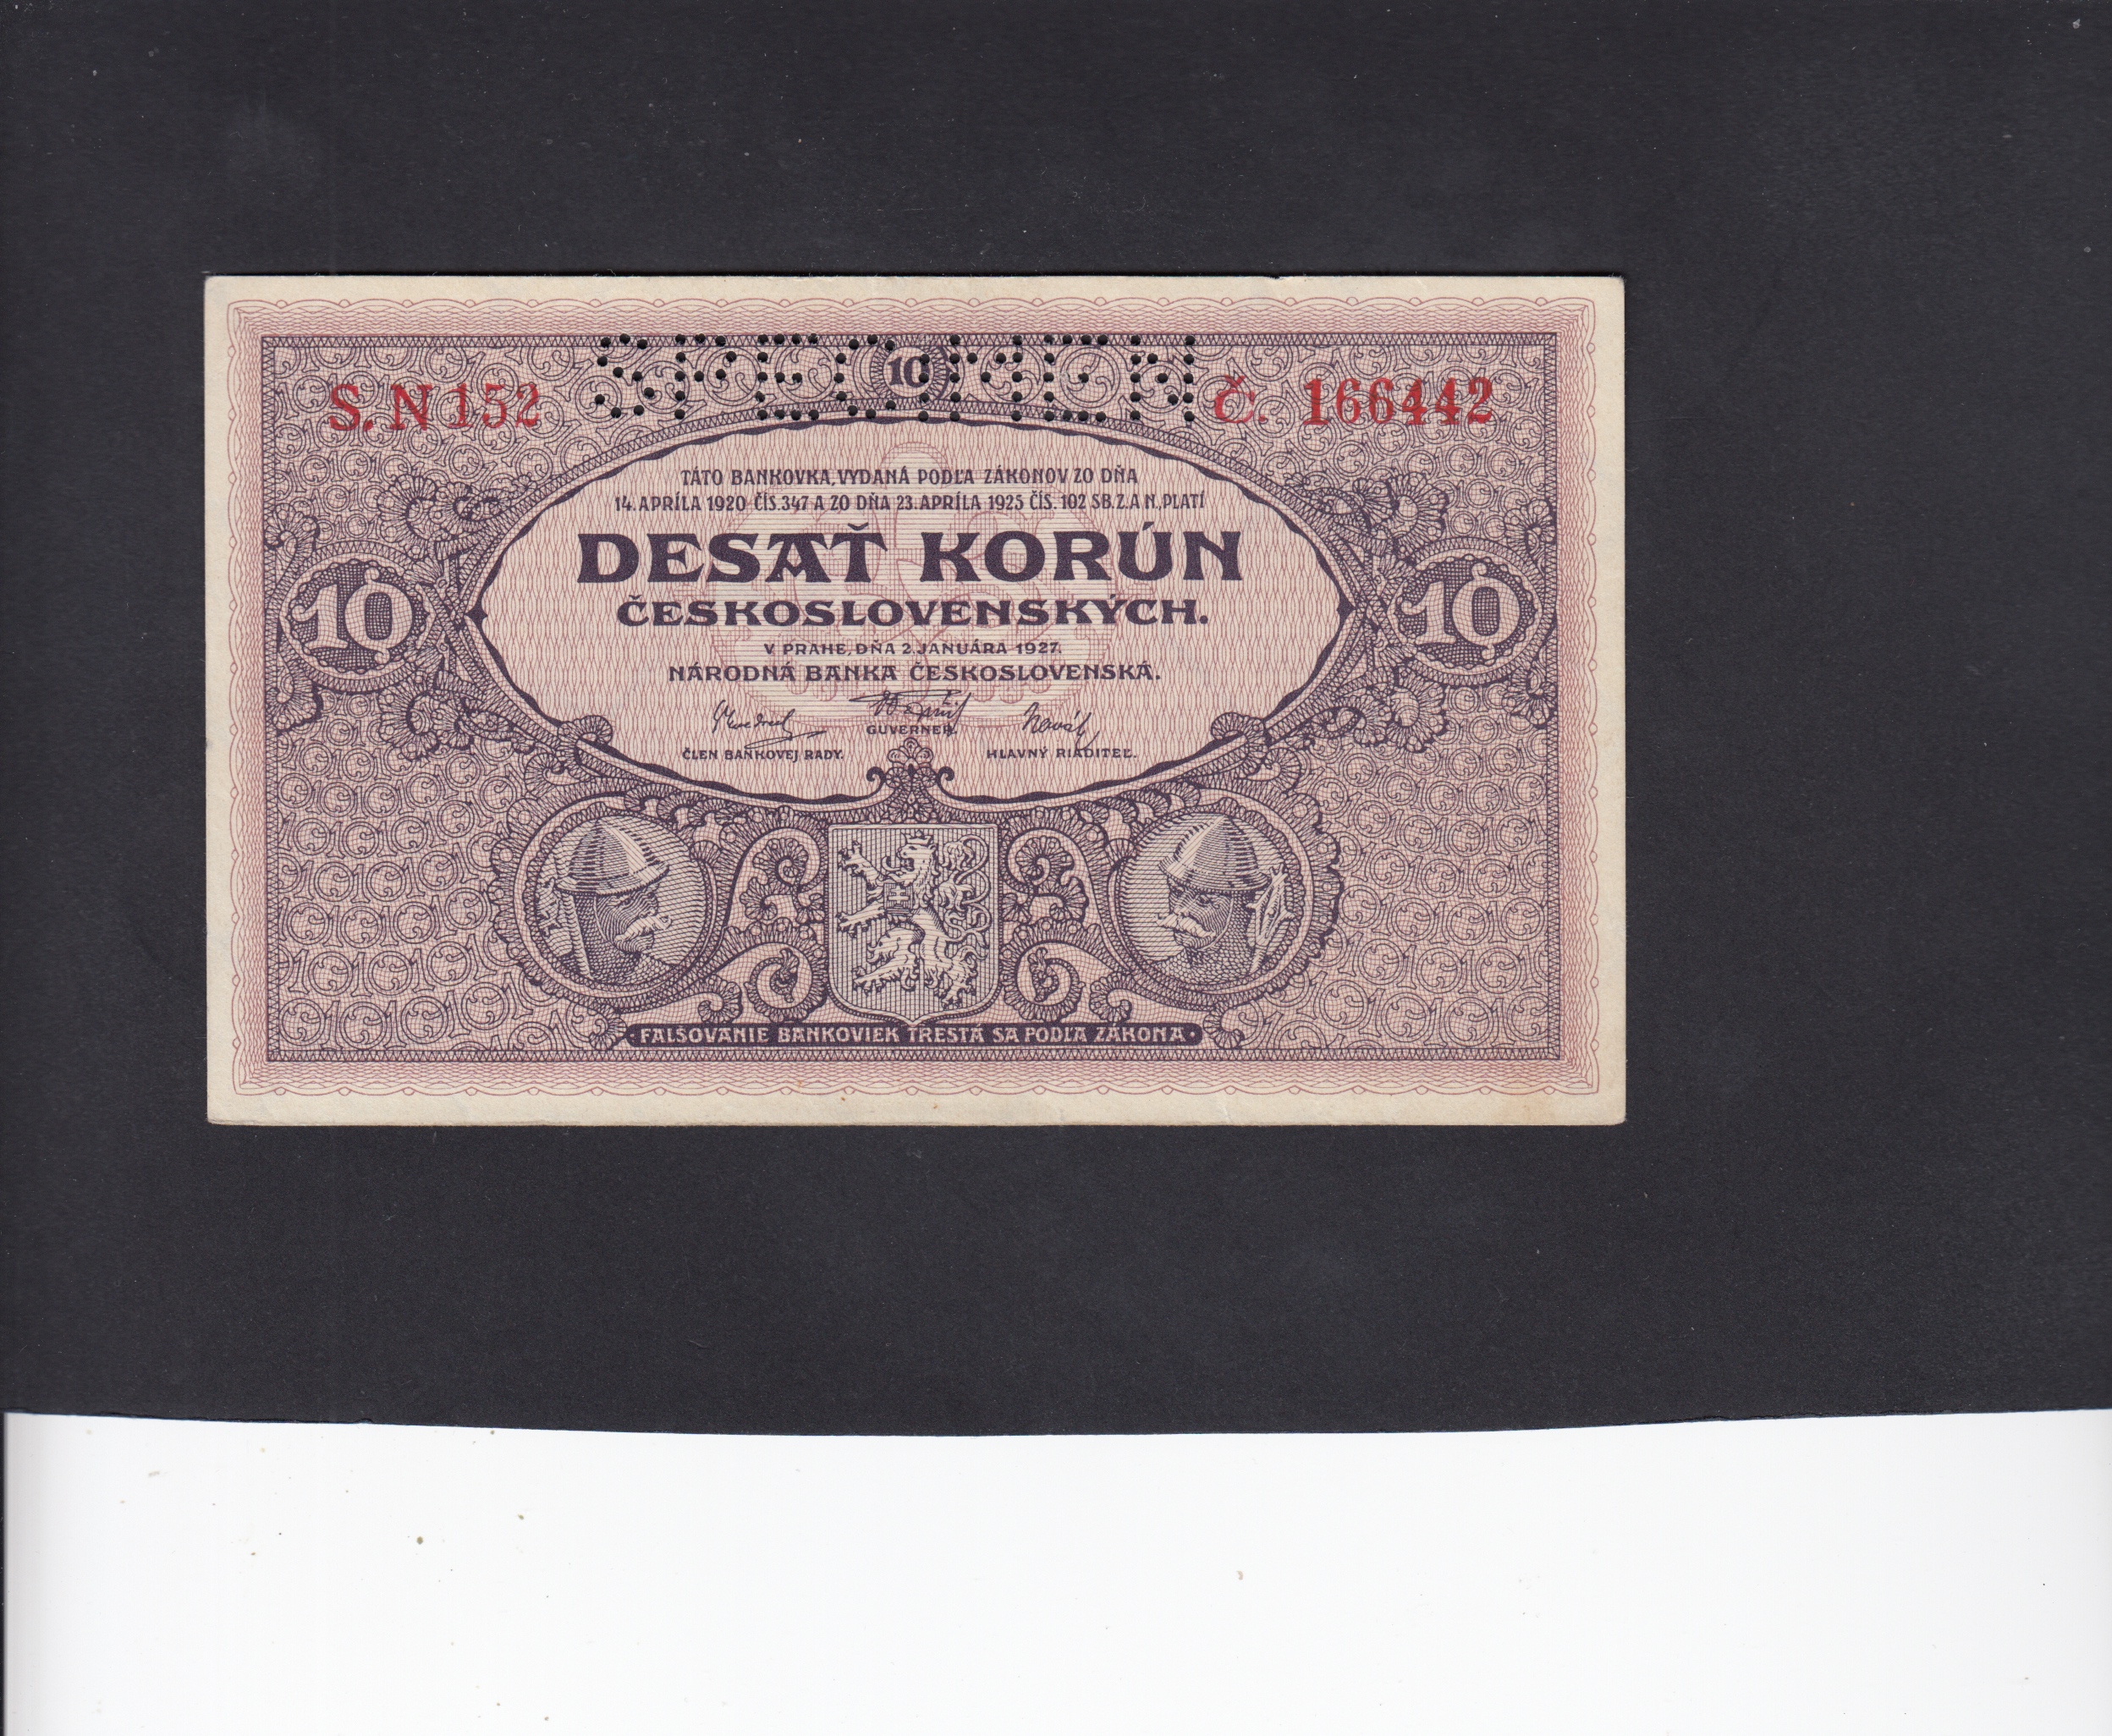 SPECIMEN
10
S. N 152
Č. 166442
TÁTO BANKOVKA, VYDANÁ PODĽA ZÁKONOV ZO DŇA
14. APRÍLA 1920 ČÍS. 347 A ZO DŇA 23. APRÍLA 1925 ČÍS. 102 SB. Z. A N., PLATÍ
DESAŤ KORÚN
ČESKOSLOVENSKÝCH.
10
10
V PRAHE, DŇA 2. JANUÁRA 1927.
NÁRODNÁ BANKA ČESKOSLOVENSKÁ.
GUVERNER.
ČLEN BANKOVEJ RADY.
HLAVNÝ RIADITEĽ.
· FALŠOVANIE BANKOVIEK TRESTÁ SA PODĽA ZÁKONA ·